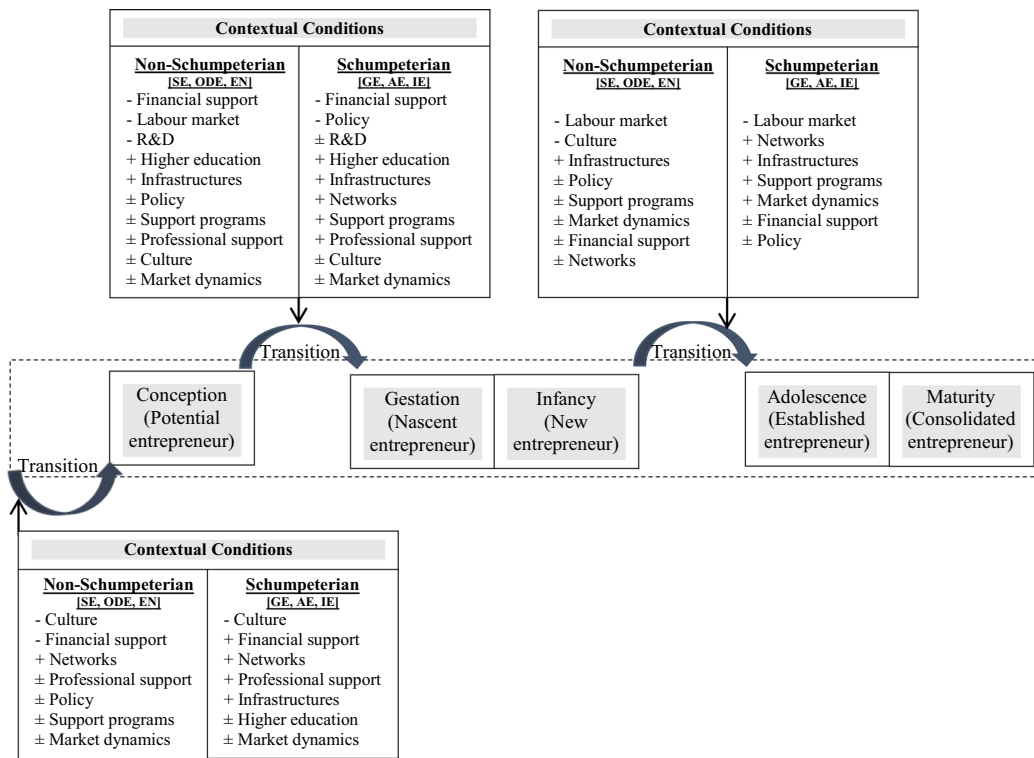 Contextual Conditions
Non-Schumpeterian
[SE, ODE, EN]
- Financial support
- Labour market
- R&D
+ Higher education
+ Infrastructures
± Policy
± Support programs
± Professional support
± Culture
± Market dynamics
Schumpeterian
[GE, AE, IE]
- Financial support
- Policy
± R&D
+ Higher education
+ Infrastructures
+ Networks
+ Support programs
+ Professional support
± Culture
± Market dynamics
Contextual Conditions
Non-Schumpeterian
[SE, ODE, EN]
- Labour market
- Culture
+ Infrastructures
± Policy
± Support programs
± Market dynamics
± Financial support
± Networks
Schumpeterian
[GE, AE, IE]
- Labour market
+ Networks
+ Infrastructures
+ Support programs
+ Market dynamics
± Financial support
± Policy
Transition
Transition
Conception
(Potential
entrepreneur)
Gestation
(Nascent
entrepreneur)
Infancy
(New
entrepreneur)
Adolescence
(Established
entrepreneur)
Maturity
(Consolidated
entrepreneur)
Transition
Contextual Conditions
Non-Schumpeterian
[SE, ODE, EN]
- Culture
- Financial support
+ Networks
± Professional support
± Policy
± Support programs
± Market dynamics
Schumpeterian
[GE, AE, IE]
- Culture
+ Financial support
+ Networks
+ Professional support
+ Infrastructures
± Higher education
± Market dynamics